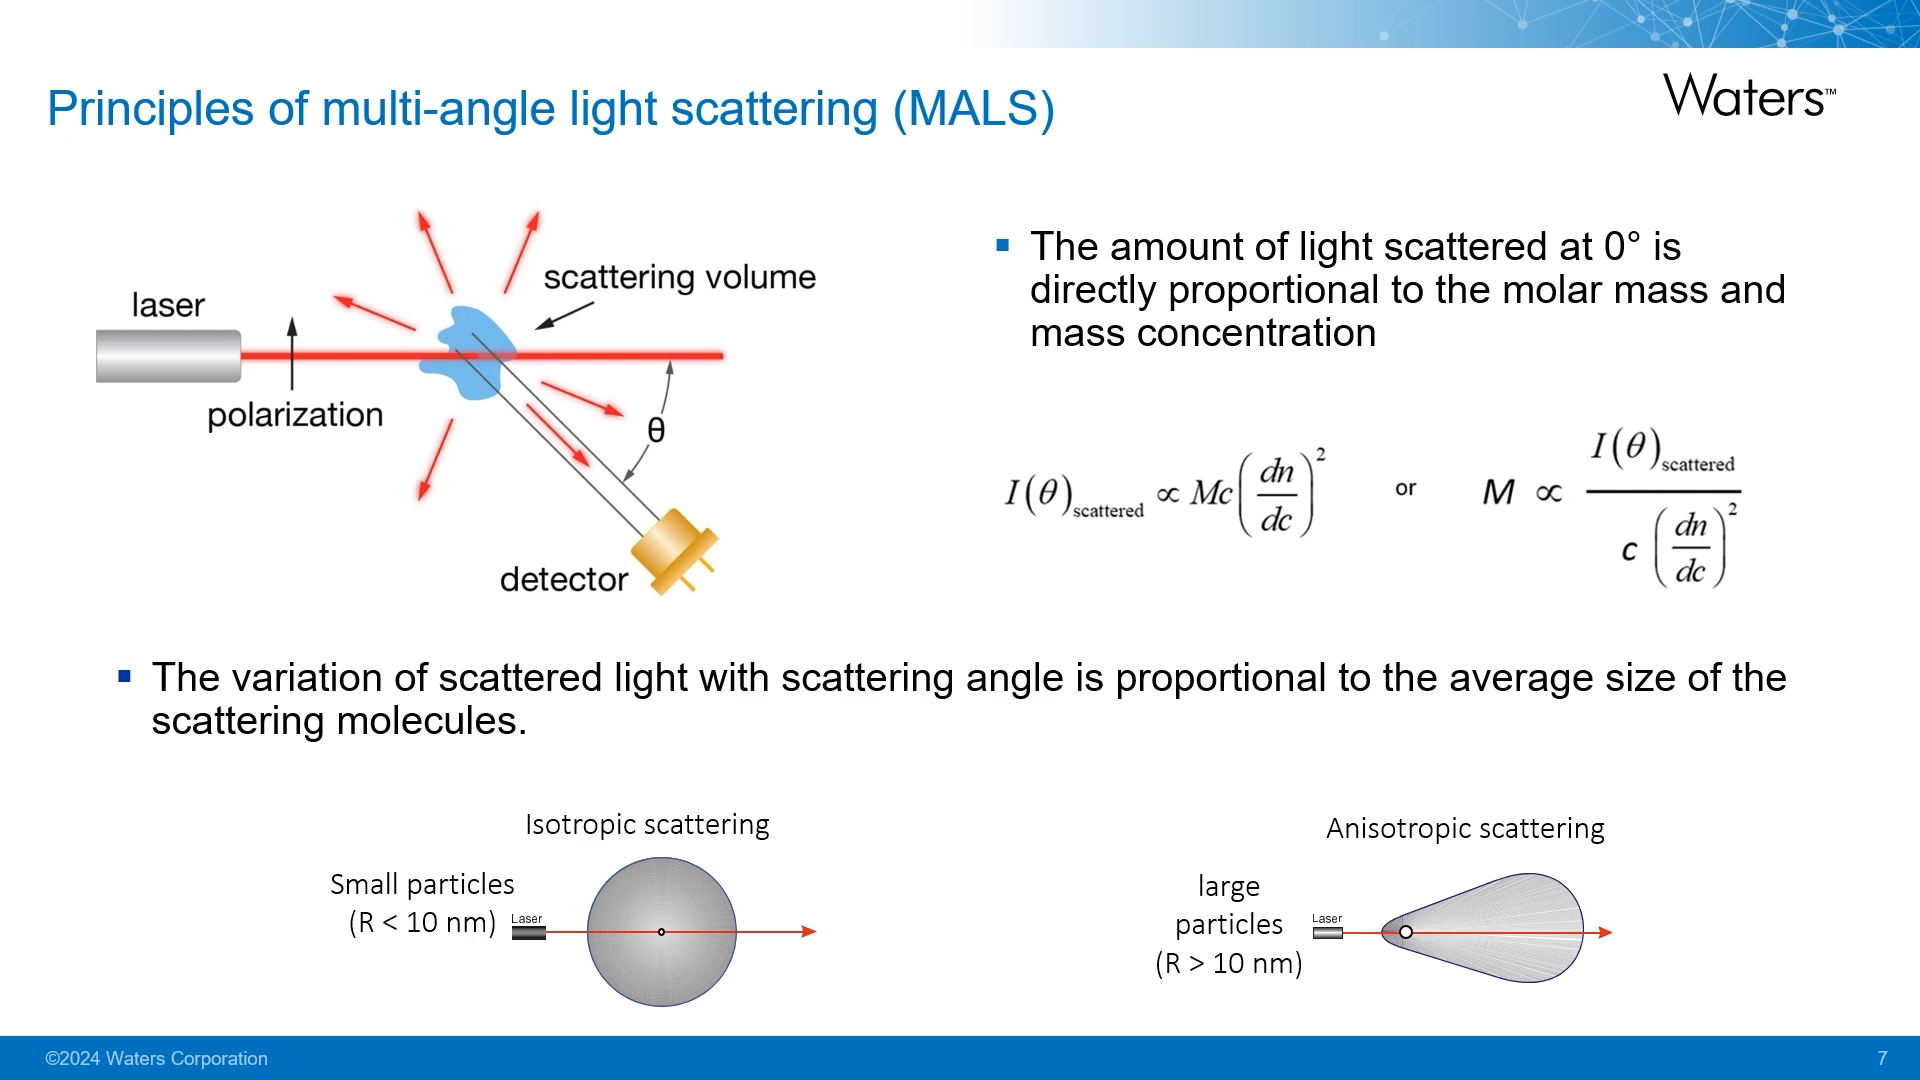 Principles of multi-angle light scattering (MALS)
Waters™
laser
polarization
scattering volume
θ
detector
▪ The amount of light scattered at 0° is
directly proportional to the molar mass and
mass concentration
I(θ)scattered ∝ Mc(dn/dc)² or M ∝ I(θ)scattered / c (dn/dc)²
▪ The variation of scattered light with scattering angle is proportional to the average size of the
scattering molecules.
Isotropic scattering
Small particles
(R < 10 nm)
Laser
Anisotropic scattering
large
particles
(R > 10 nm)
Laser
©2024 Waters Corporation
7